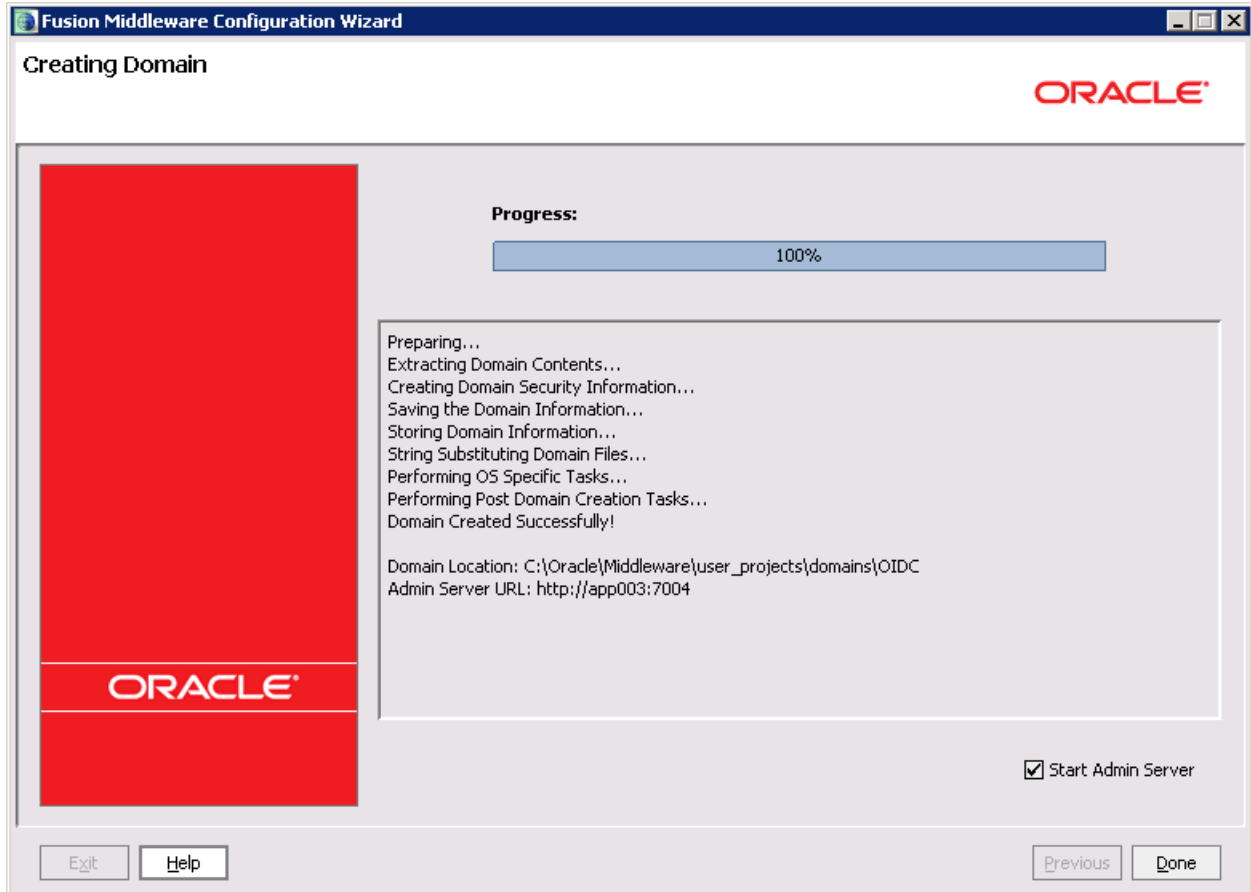 Fusion Middleware Configuration Wizard
Creating Domain
ORACLE
Progress:
100%
Preparing...
Extracting Domain Contents...
Creating Domain Security Information...
Saving the Domain Information...
Storing Domain Information...
String Substituting Domain Files...
Performing OS Specific Tasks...
Performing Post Domain Creation Tasks...
Domain Created Successfully!
Domain Location: C:\Oracle\Middleware\user_projects\domains\OIDC
Admin Server URL: http://app003:7004
ORACLE
Start Admin Server
Exit
Help
Previous
Done